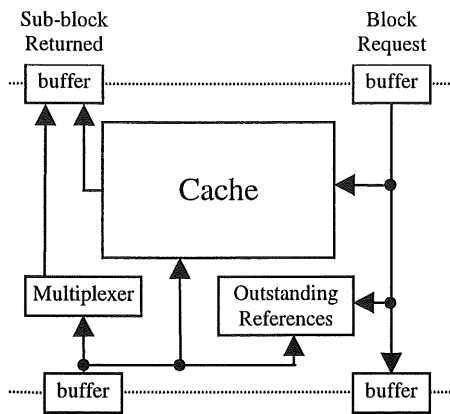 Sub-block
Returned
Block
Request
buffer
buffer
Cache
Multiplexer
Outstanding
References
buffer
buffer